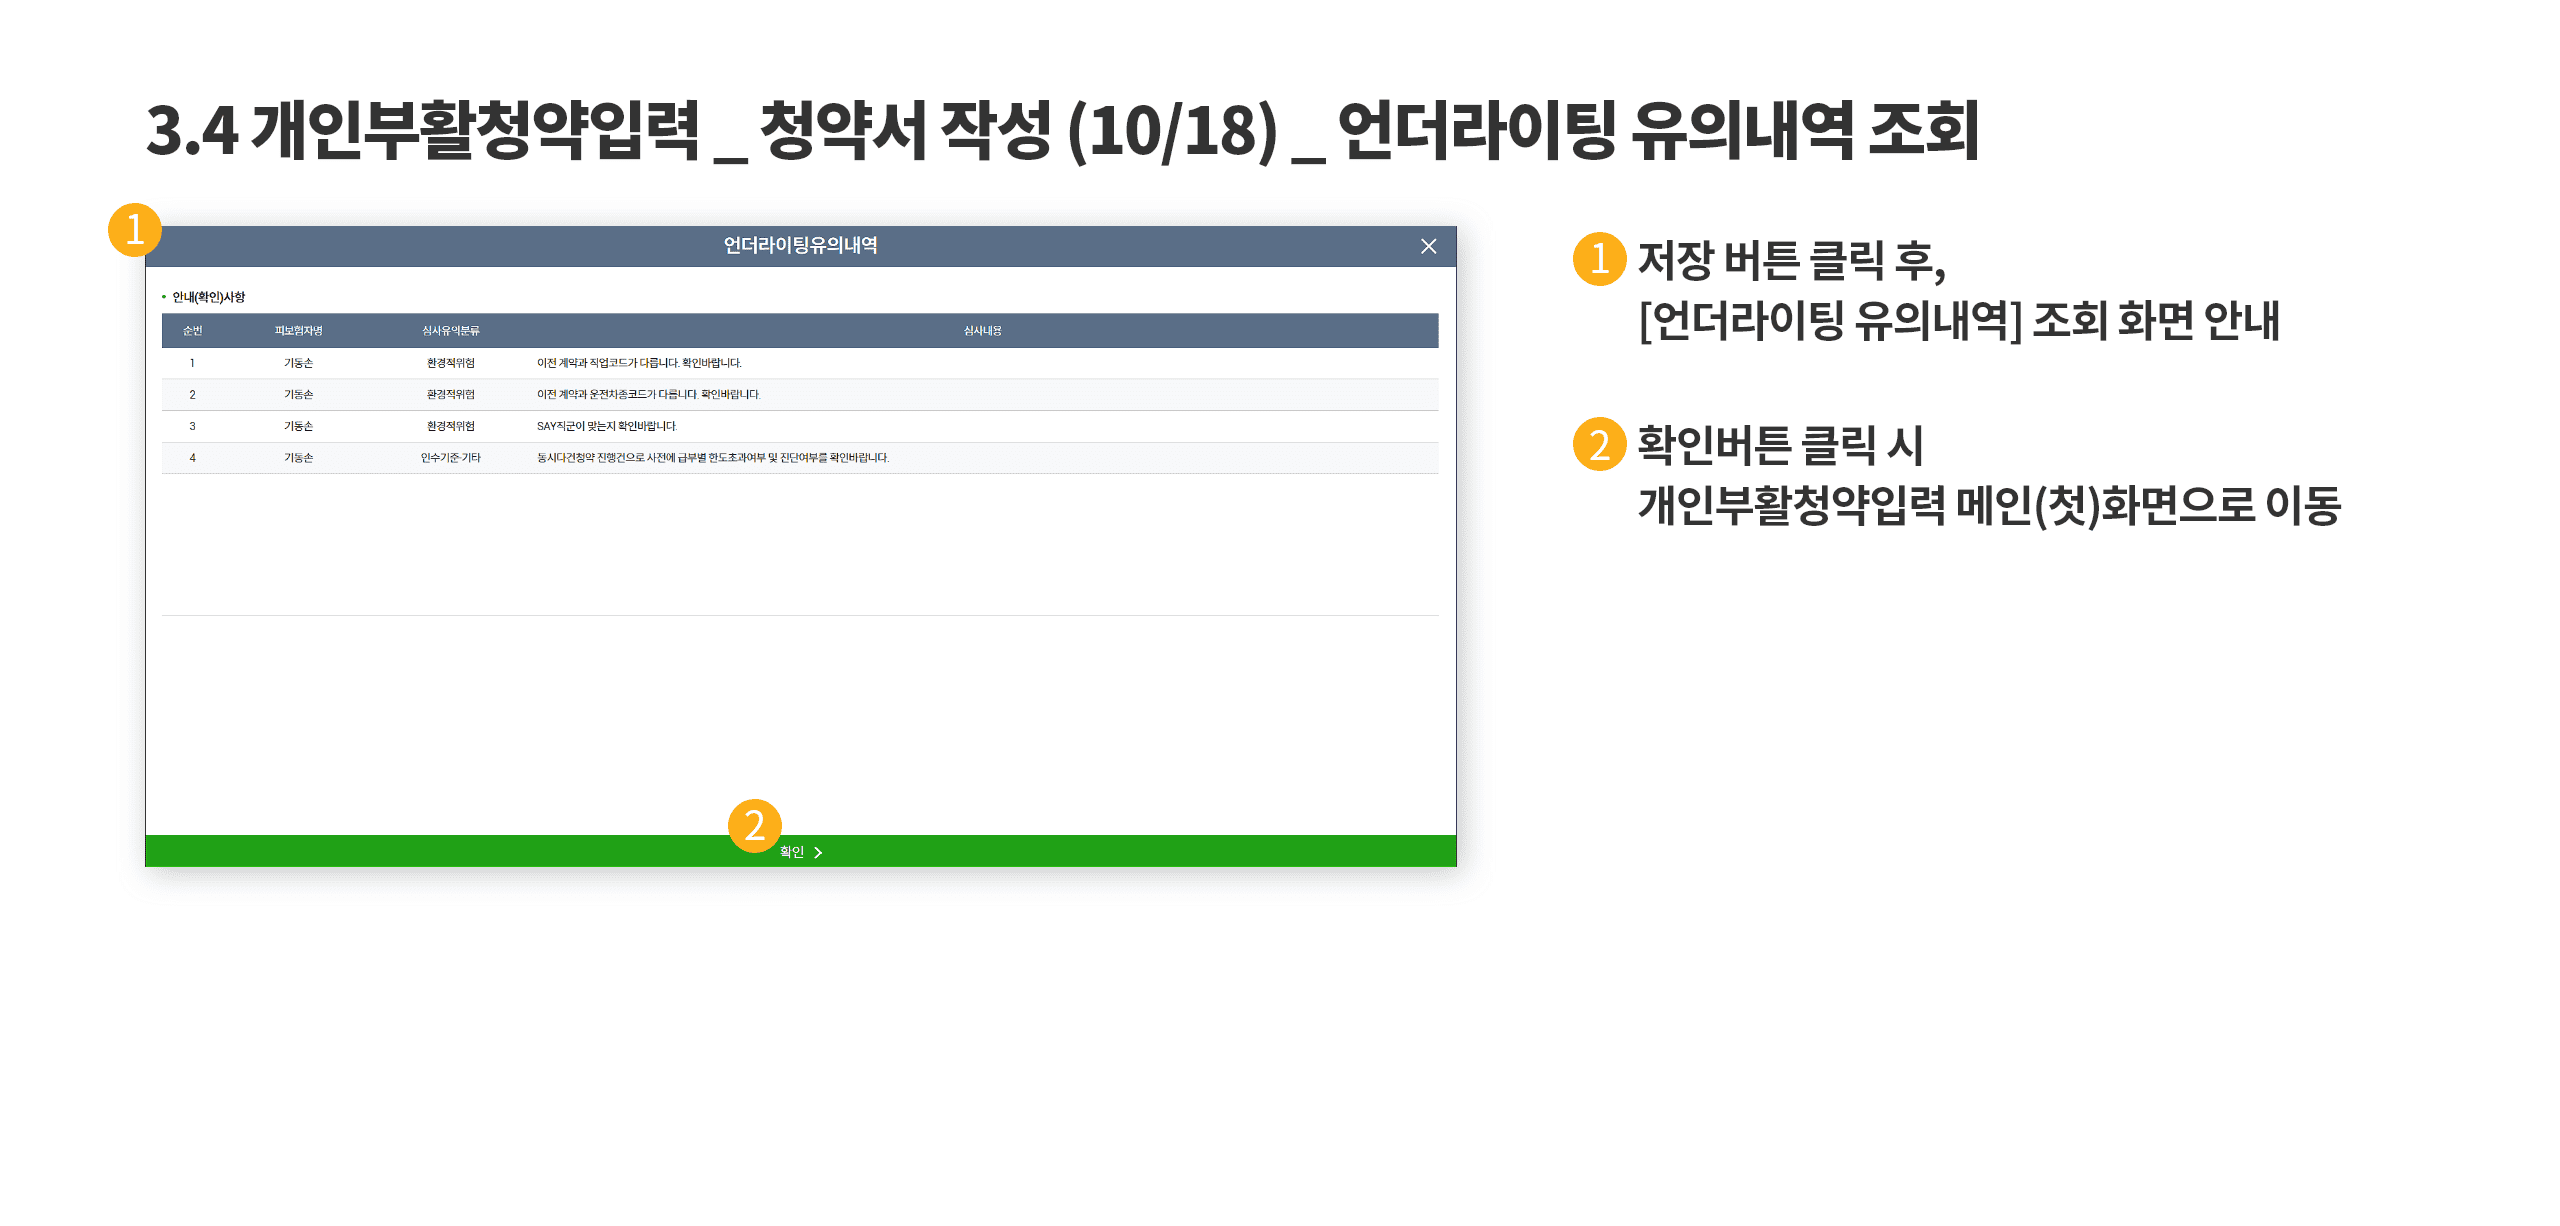 3.4 개인부활청약입력 _ 청약서 작성 (10/18) _ 언더라이팅 유의내역 조회
1
언더라이팅유의내역
안내(확인)사항
순번 피보험자명 심사유의분류 심사내용
1 기동손 환경적위험 이전 계약과 직업코드가 다릅니다. 확인바랍니다.
2 기동손 환경적위험 이전 계약과 운전차종코드가 다릅니다. 확인바랍니다.
3 기동손 환경적위험 SAY직군이 맞는지 확인바랍니다.
4 기동손 인수기준·기타 동시다건청약 진행건으로 사전에 급부별 한도초과여부 및 진단여부를 확인바랍니다.
2
확인
1 저장 버튼 클릭 후,
[언더라이팅 유의내역] 조회 화면 안내
2 확인버튼 클릭 시
개인부활청약입력 메인(첫)화면으로 이동